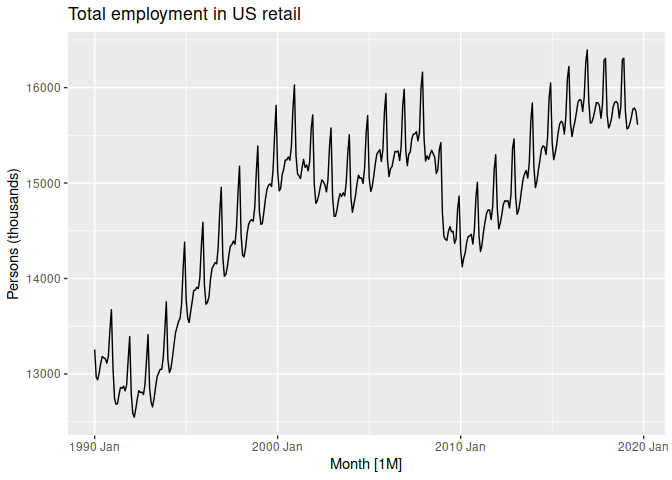 Total employment in US retail
Persons (thousands)
16000
15000
14000
13000
1990 Jan
2000 Jan
2010 Jan
2020 Jan
Month [1M]